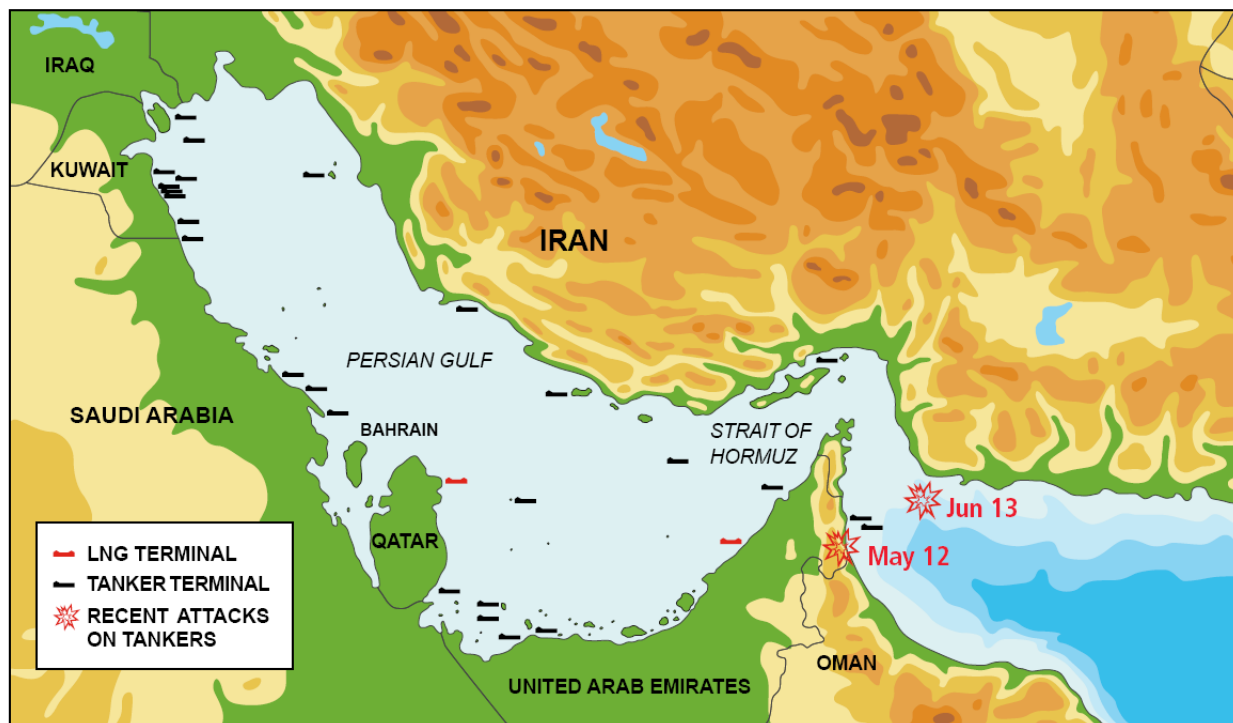 IRAQ
KUWAIT
IRAN
PERSIAN GULF
SAUDI ARABIA
BAHRAIN
STRAIT OF
HORMUZ
Jun 13
QATAR
May 12
LNG TERMINAL
TANKER TERMINAL
RECENT ATTACKS
ON TANKERS
OMAN
UNITED ARAB EMIRATES